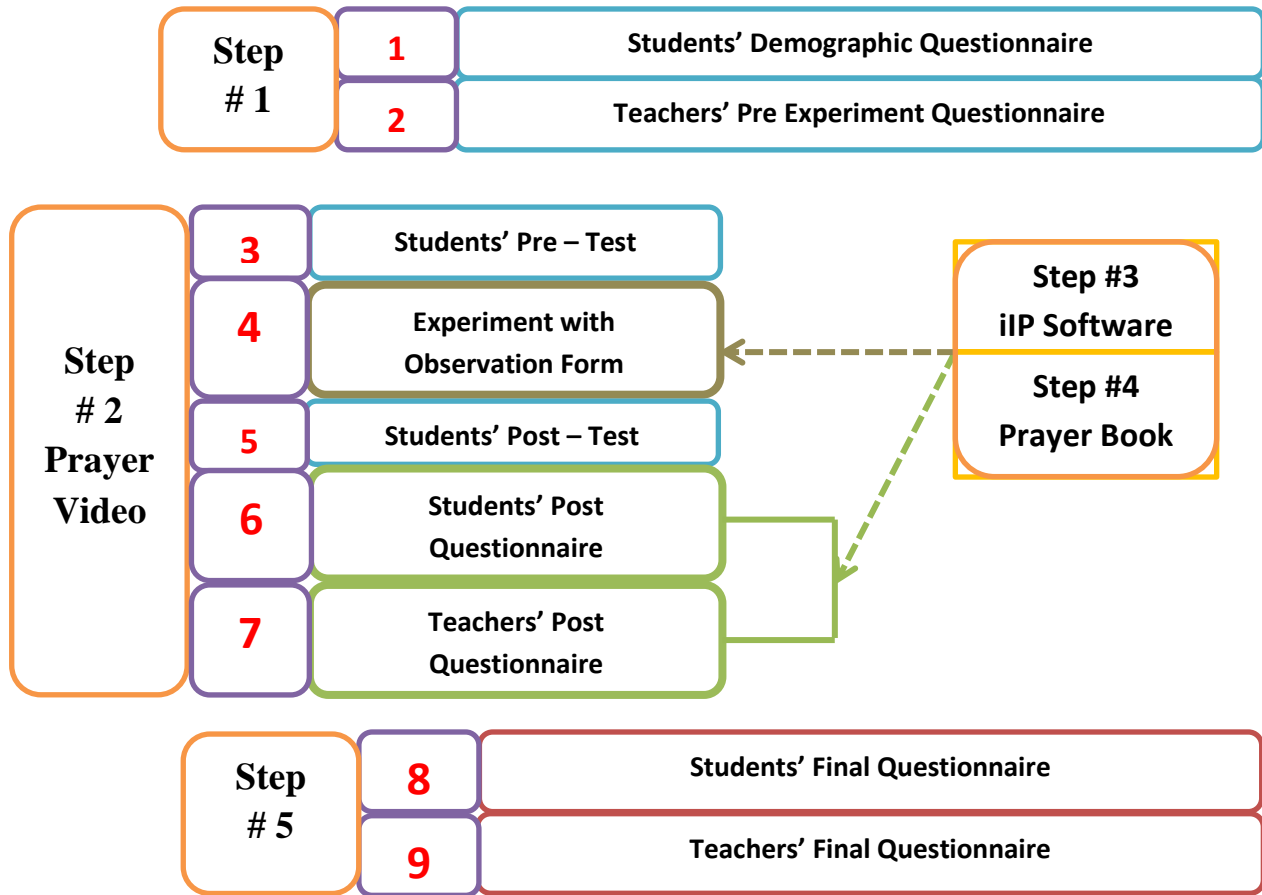 Step
# 1
1
Students’ Demographic Questionnaire
2
Teachers’ Pre Experiment Questionnaire
Step
# 2
Prayer
Video
3
Students’ Pre – Test
4
Experiment with
Observation Form
5
Students’ Post – Test
6
Students’ Post
Questionnaire
7
Teachers’ Post
Questionnaire
Step #3
iIP Software
Step #4
Prayer Book
Step
# 5
8
Students’ Final Questionnaire
9
Teachers’ Final Questionnaire